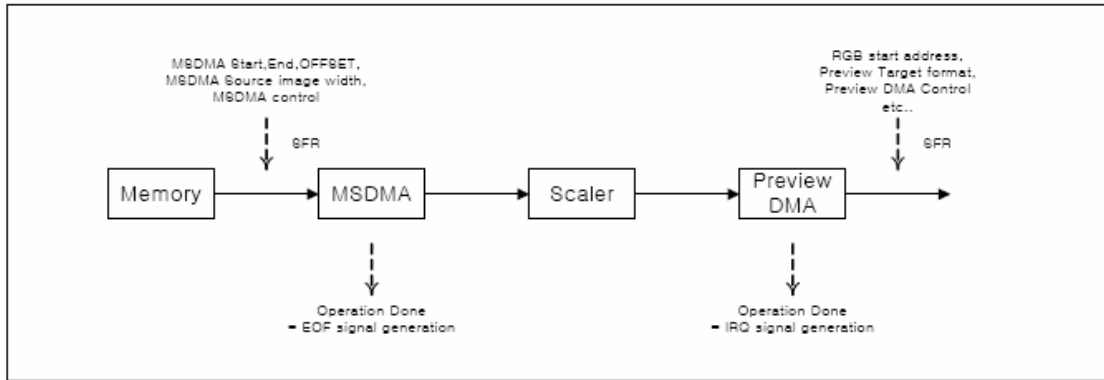 MSDMA Start,End,OFFSET,
MSDMA Source image width,
MSDMA control
SFR
RGB start address,
Preview Target format,
Preview DMA Control
etc..
SFR
Memory
MSDMA
Scaler
Preview
DMA
Operation Done
= EOF signal generation
Operation Done
= IRQ signal generation